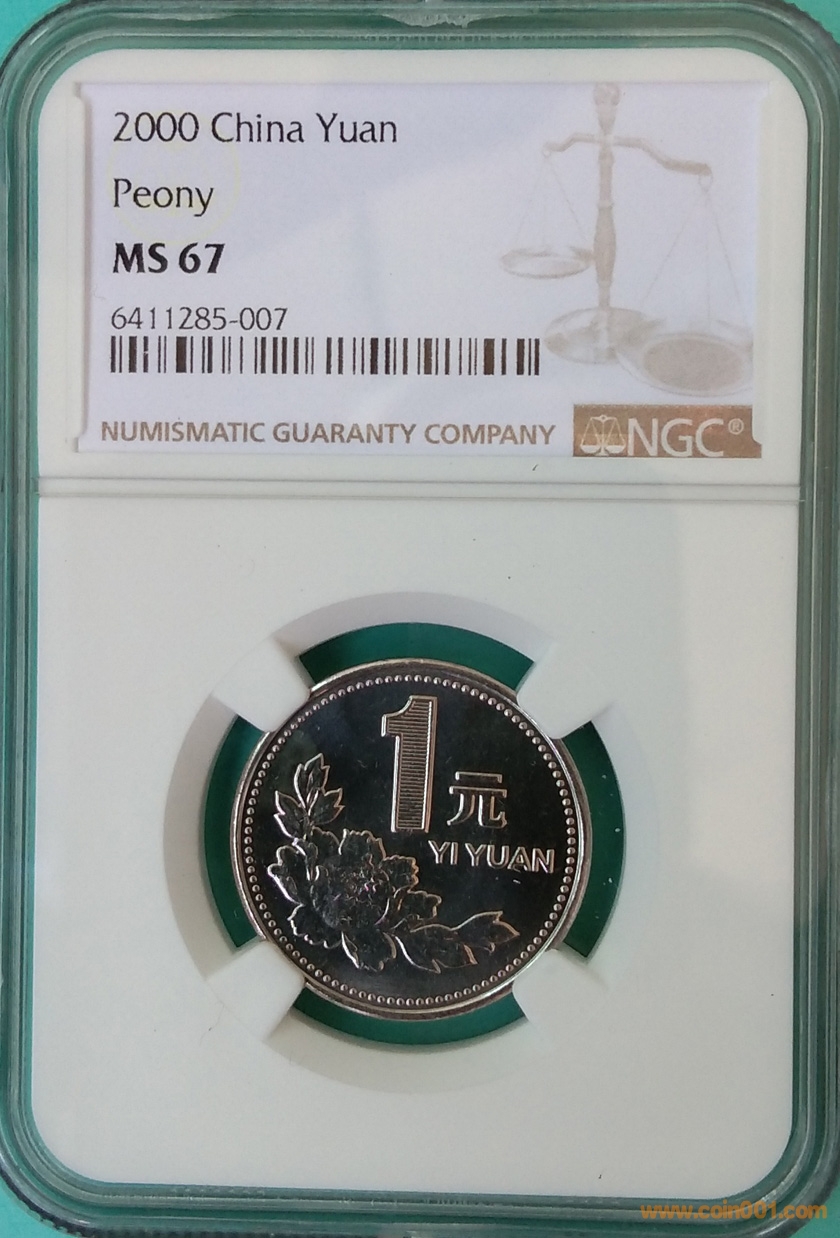 2000 China Yuan
Peony
MS 67
6411285-007
NUMISMATIC GUARANTY COMPANY
NGC®
1元
YI YUAN
www.coin001.com